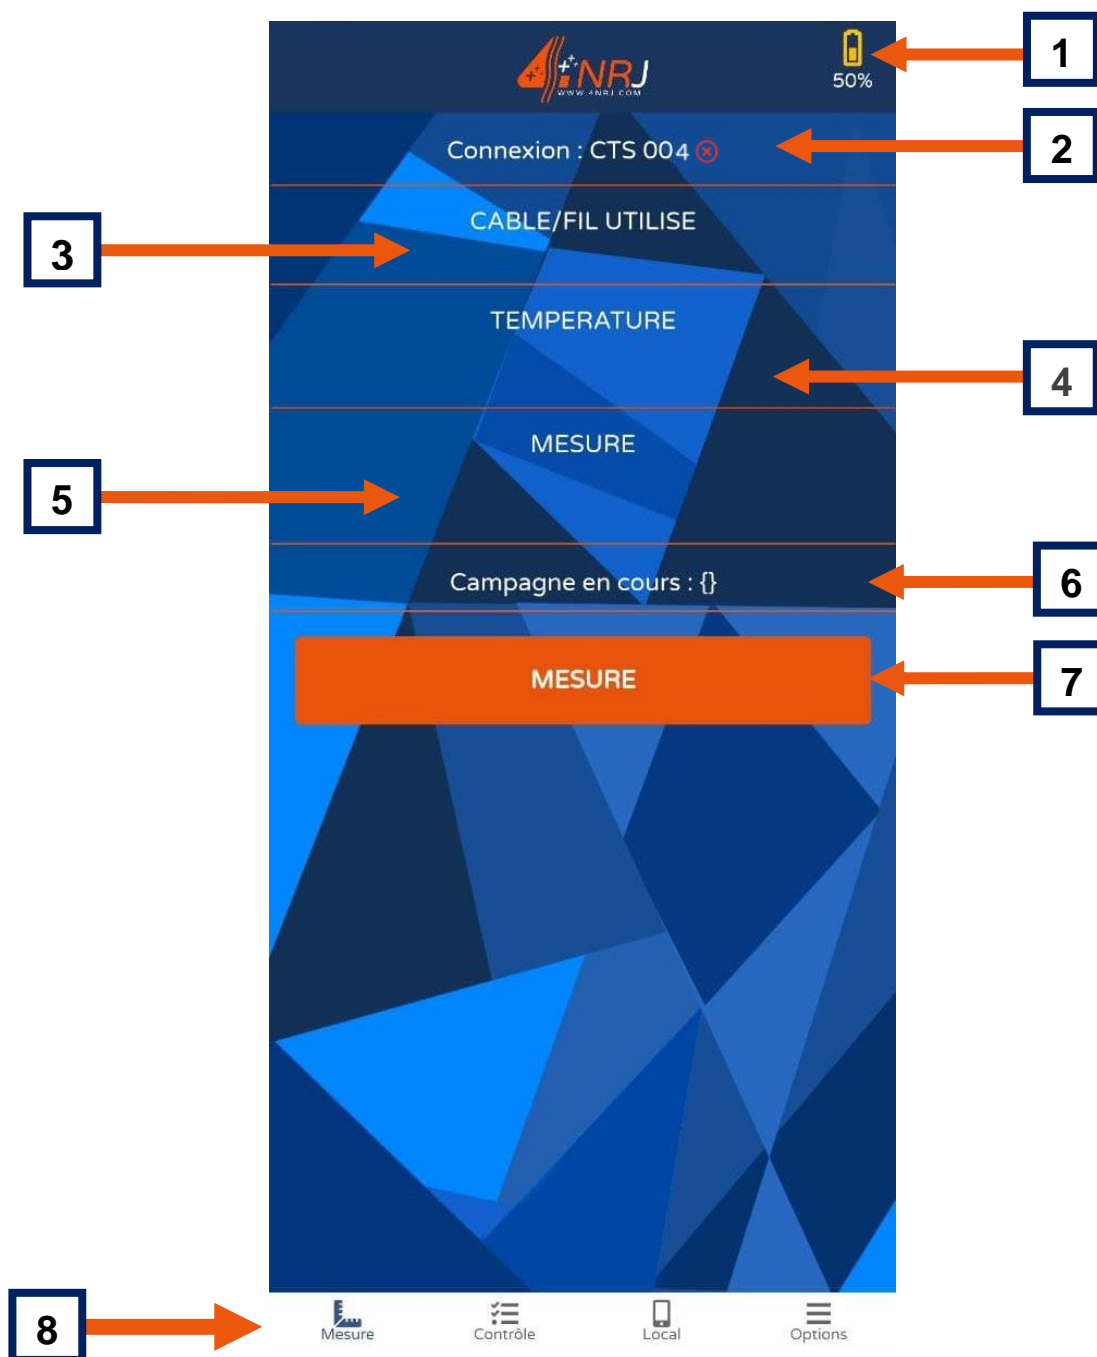 1
4NRJ
WWW.4NRJ.COM
50%
2
Connexion : CTS 004
3
CABLE/FIL UTILISE
TEMPERATURE
4
MESURE
5
6
Campagne en cours : {}
7
MESURE
8
Mesure
Contrôle
Local
Options